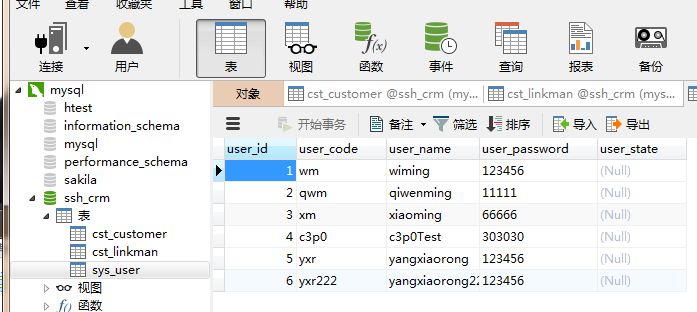 文件 查看 收藏夹 工具 窗口 帮助
连接 用户 表 视图 函数 事件 查询 报表 备份
mysql
htest
information_schema
mysql
performance_schema
sakila
ssh_crm
表
cst_customer
cst_linkman
sys_user
视图
函数
对象 cst_customer @ssh_crm (my... cst_linkman @ssh_crm (mys...
开始事务 备注 筛选 排序 导入 导出
user_id user_code user_name user_password user_state
1 wm wiming 123456 (Null)
2 qwm qiwenming 11111 (Null)
3 xm xiaoming 66666 (Null)
4 c3p0 c3p0Test 303030 (Null)
5 yxr yangxiaorong 123456 (Null)
6 yxr222 yangxiaorong22 123456 (Null)